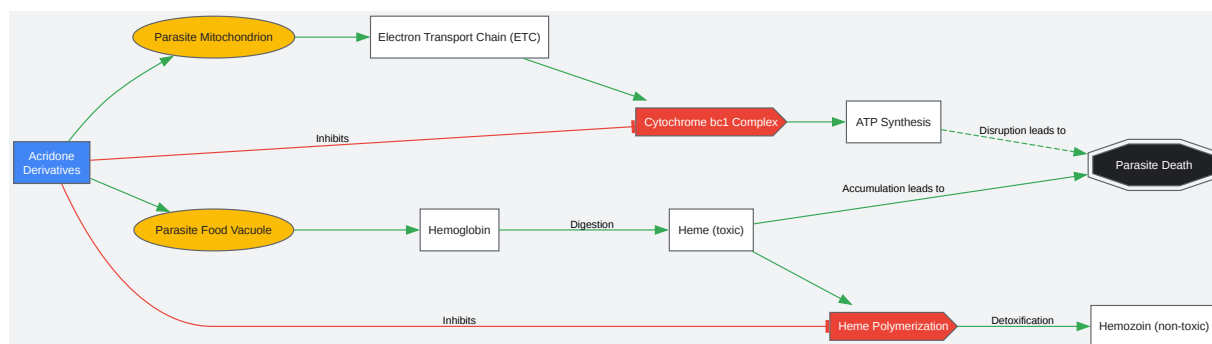 Parasite Mitochondrion
Electron Transport Chain (ETC)
Cytochrome bc1 Complex
ATP Synthesis
Disruption leads to
Inhibits
Acridone
Derivatives
Parasite Death
Accumulation leads to
Parasite Food Vacuole
Hemoglobin
Digestion
Heme (toxic)
Inhibits
Heme Polymerization
Detoxification
Hemozoin (non-toxic)